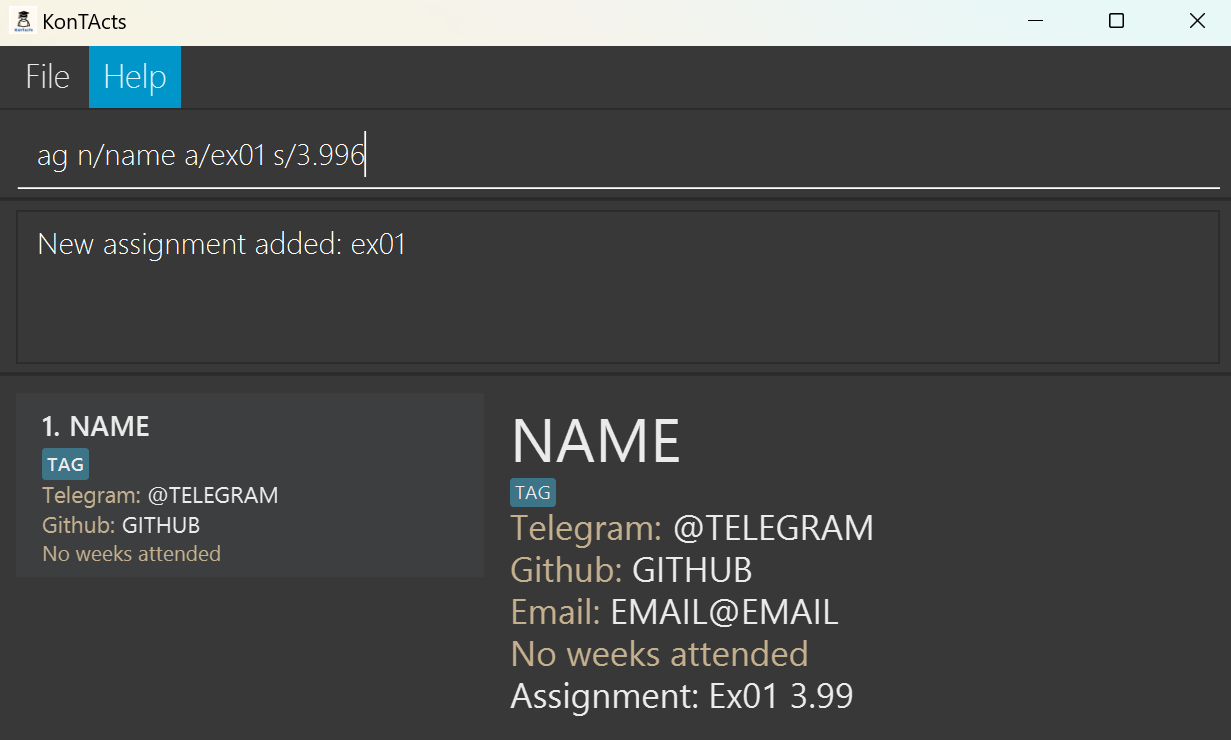 KonTActs
File Help
ag n/name a/ex01 s/3.996
New assignment added: ex01
1. NAME
TAG
Telegram: @TELEGRAM
Github: GITHUB
No weeks attended
NAME
TAG
Telegram: @TELEGRAM
Github: GITHUB
Email: EMAIL@EMAIL
No weeks attended
Assignment: Ex01 3.99